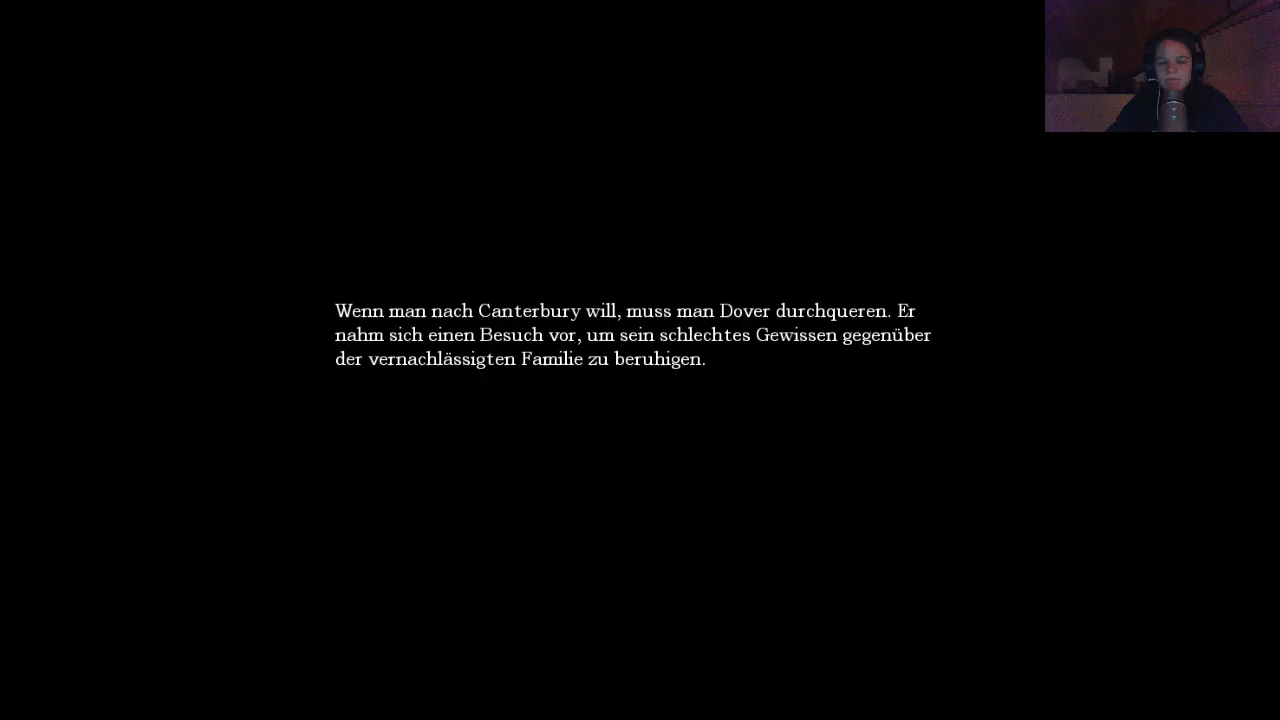 Wenn man nach Canterbury will, muss man Dover durchqueren. Er
nahm sich einen Besuch vor, um sein schlechtes Gewissen gegenüber
der vernachlässigten Familie zu beruhigen.